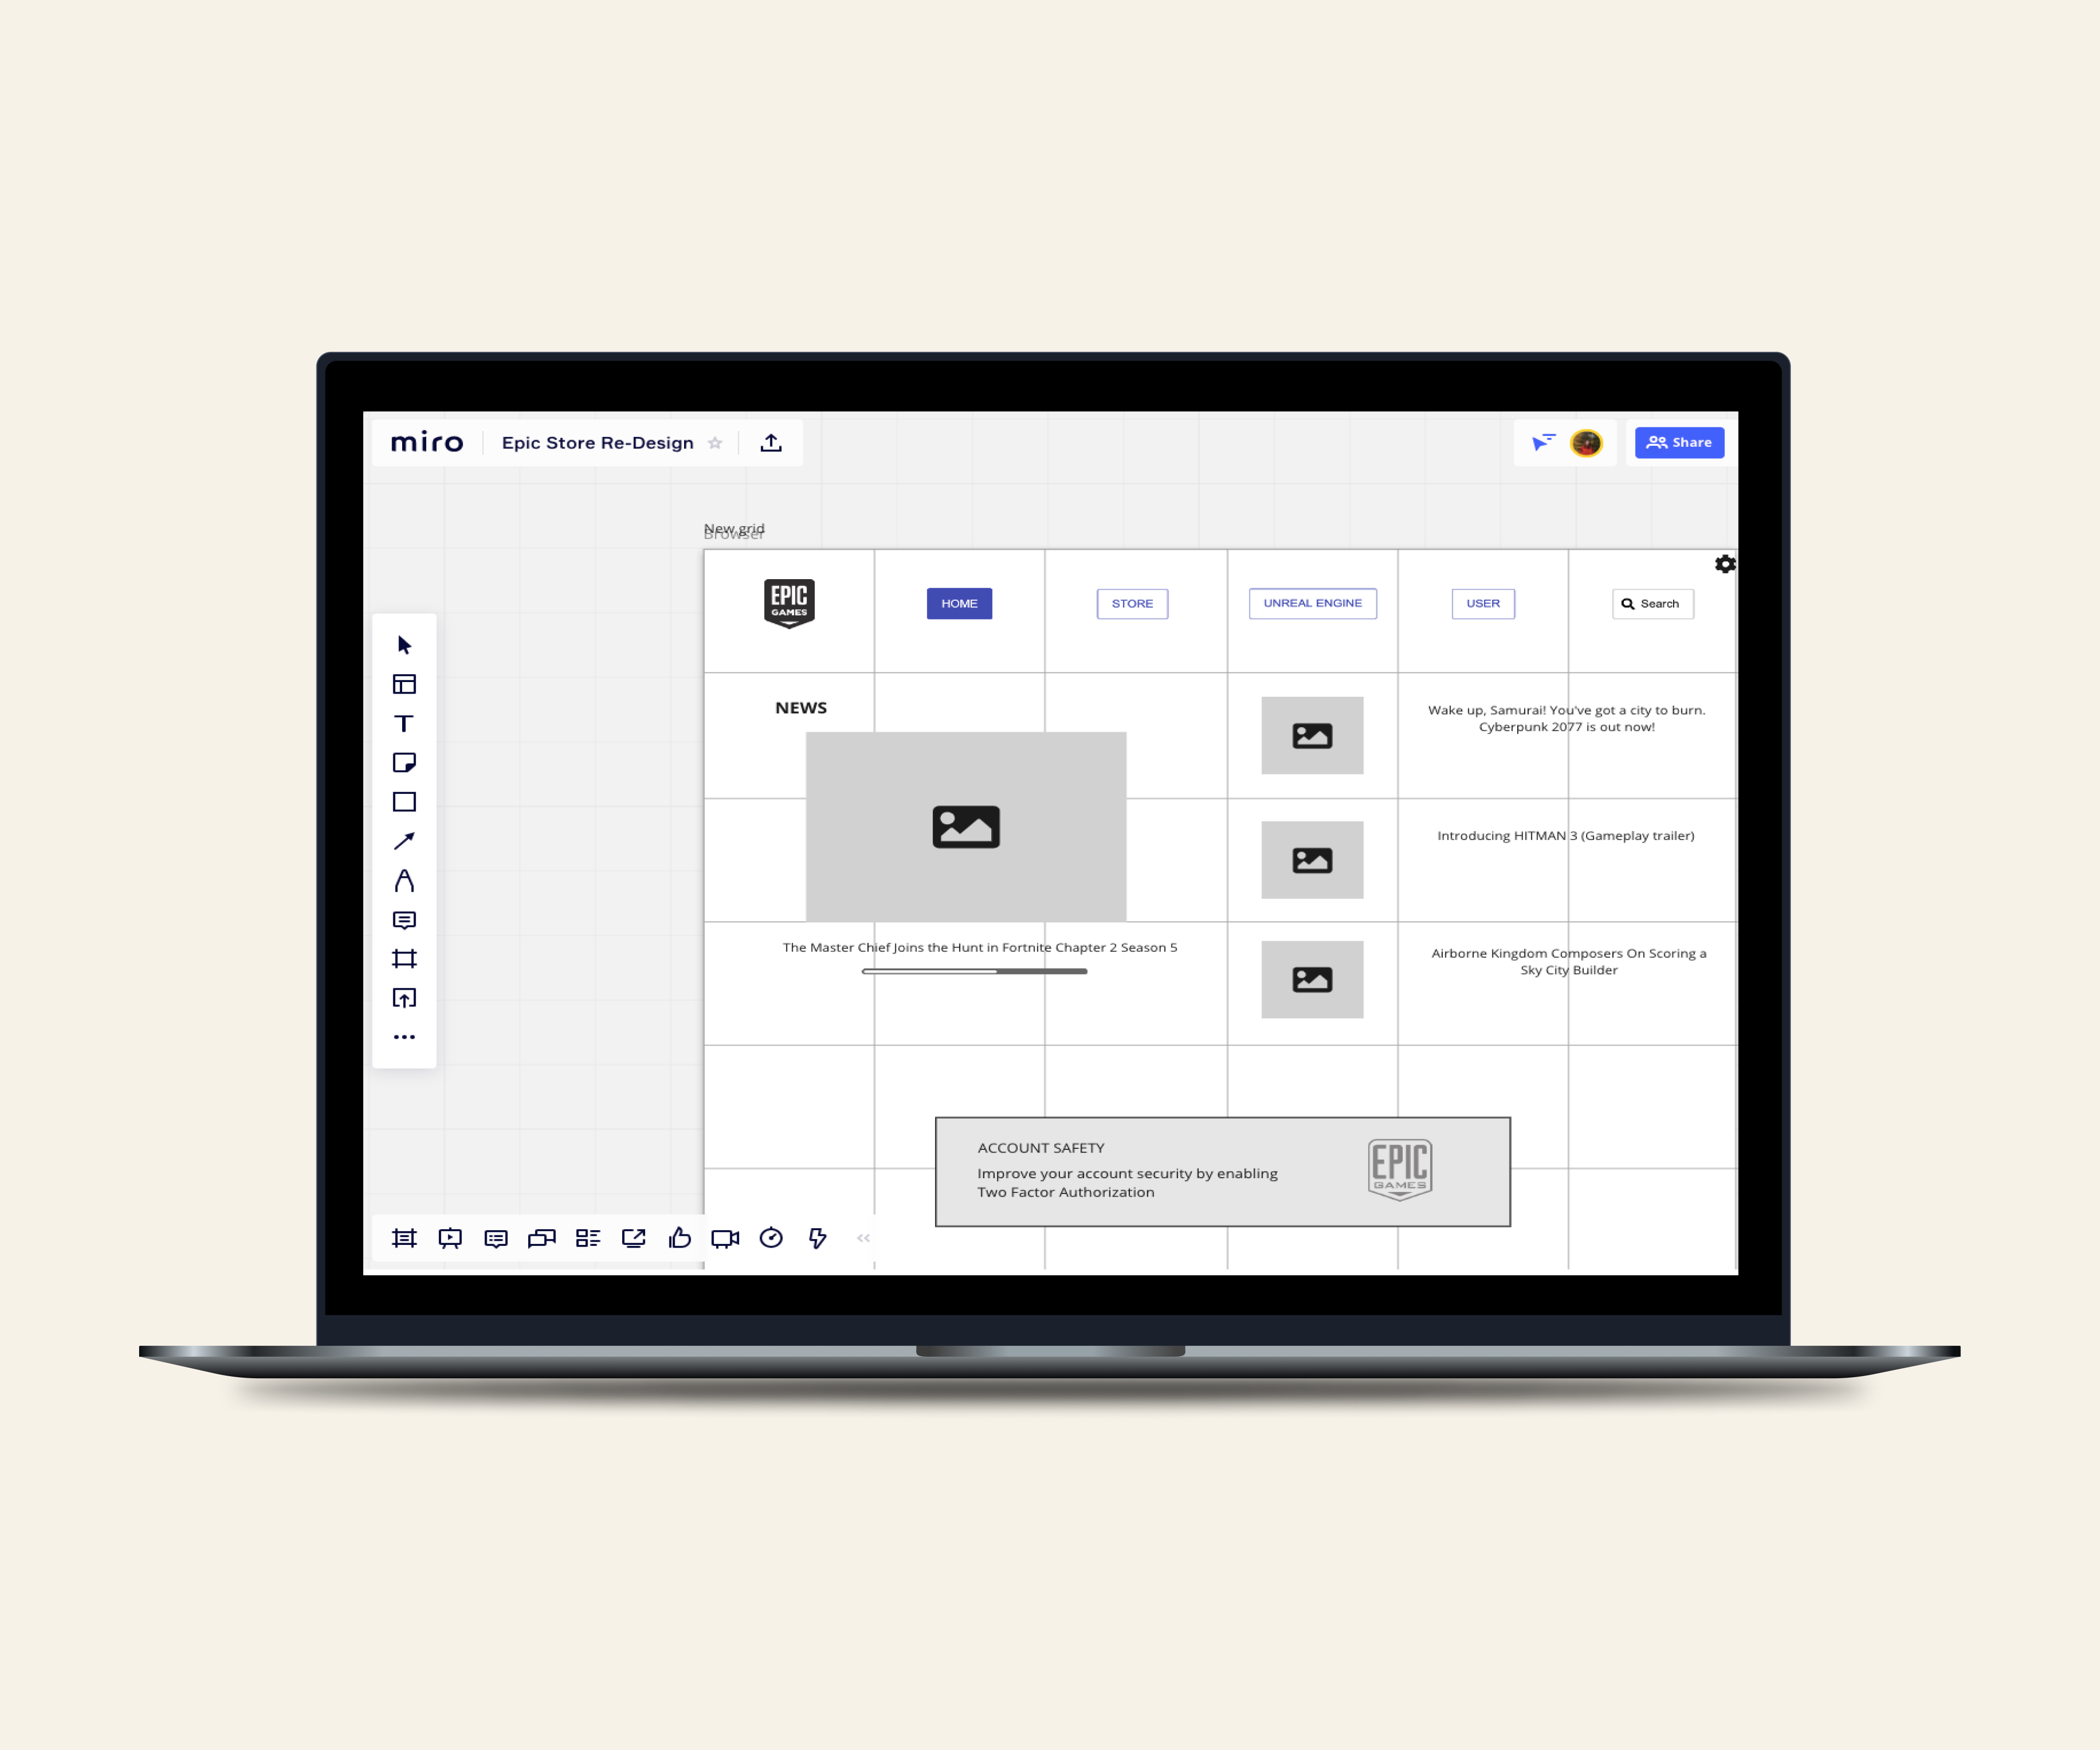 miro
Epic Store Re-Design
Share
New grid
Browser
EPIC
GAMES
HOME
STORE
UNREAL ENGINE
USER
Search
NEWS
Wake up, Samurai! You've got a city to burn.
Cyberpunk 2077 is out now!
Introducing HITMAN 3 (Gameplay trailer)
The Master Chief Joins the Hunt in Fortnite Chapter 2 Season 5
Airborne Kingdom Composers On Scoring a
Sky City Builder
ACCOUNT SAFETY
Improve your account security by enabling
Two Factor Authorization
EPIC
GAMES